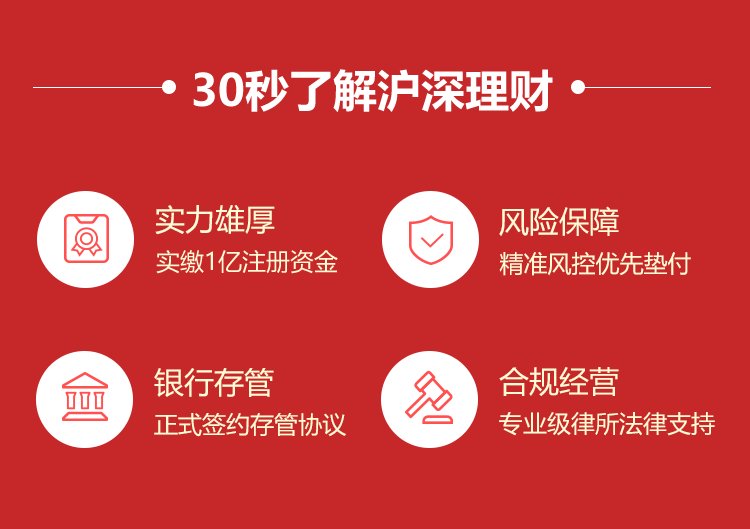 30秒了解沪深理财
实力雄厚
实缴1亿注册资金
风险保障
精准风控优先垫付
银行存管
正式签约存管协议
合规经营
专业级律所法律支持